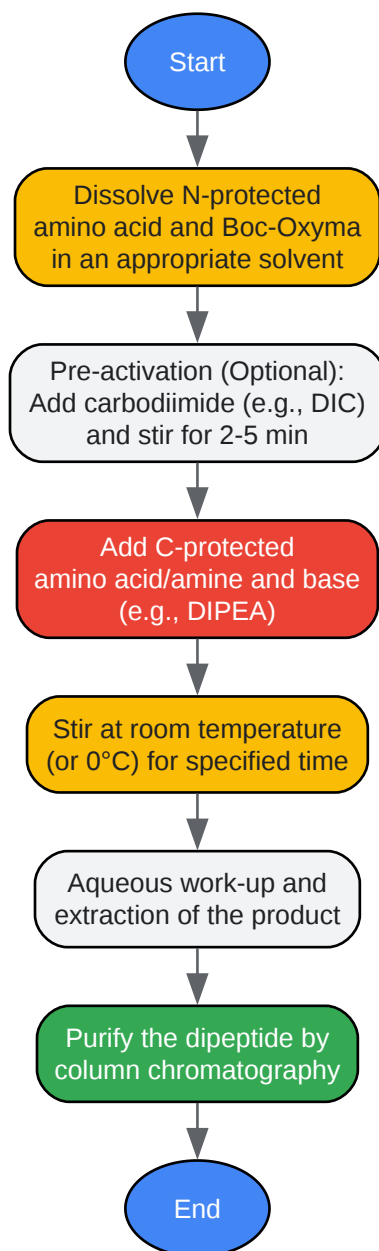 Start
Dissolve N-protected
amino acid and Boc-Oxyma
in an appropriate solvent
Pre-activation (Optional):
Add carbodiimide (e.g., DIC)
and stir for 2-5 min
Add C-protected
amino acid/amine and base
(e.g., DIPEA)
Stir at room temperature
(or 0°C) for specified time
Aqueous work-up and
extraction of the product
Purify the dipeptide by
column chromatography
End